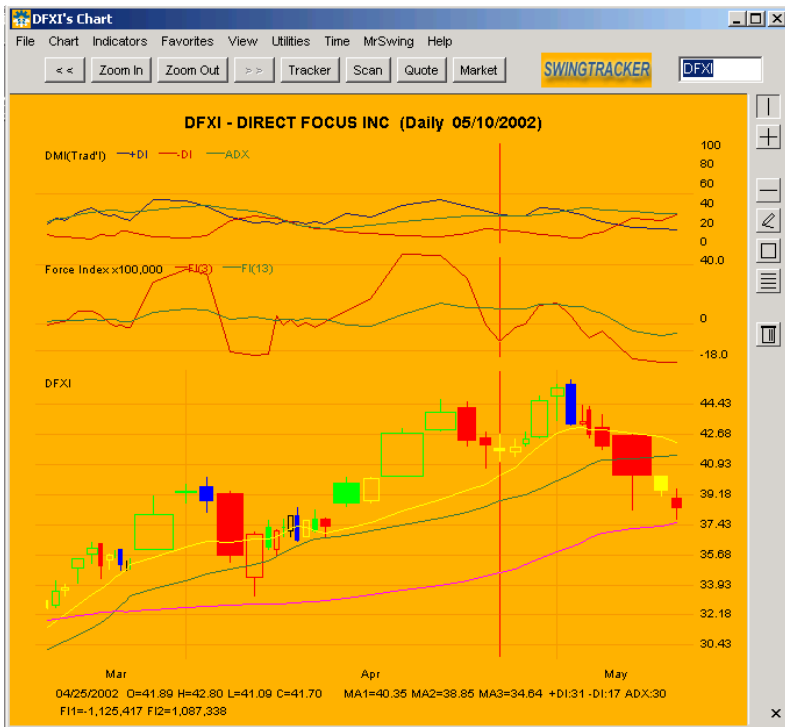 DFXI's Chart
File Chart Indicators Favorites View Utilities Time MrSwing Help
<< Zoom In Zoom Out >> Tracker Scan Quote Market SWINGTRACKER DFXI
DFXI - DIRECT FOCUS INC (Daily 05/10/2002)
DMI(Trad'l) +DI -DI ADX
100
80
60
40
20
0
Force Index x100,000 FI(3) FI(13)
40.0
0
-18.0
DFXI
44.43
42.68
40.93
39.18
37.43
35.68
33.93
32.18
30.43
Mar Apr May
04/25/2002 O=41.89 H=42.80 L=41.09 C=41.70 MA1=40.35 MA2=38.85 MA3=34.64 +DI:31 -DI:17 ADX:30
FI1=-1,125,417 FI2=1,087,338